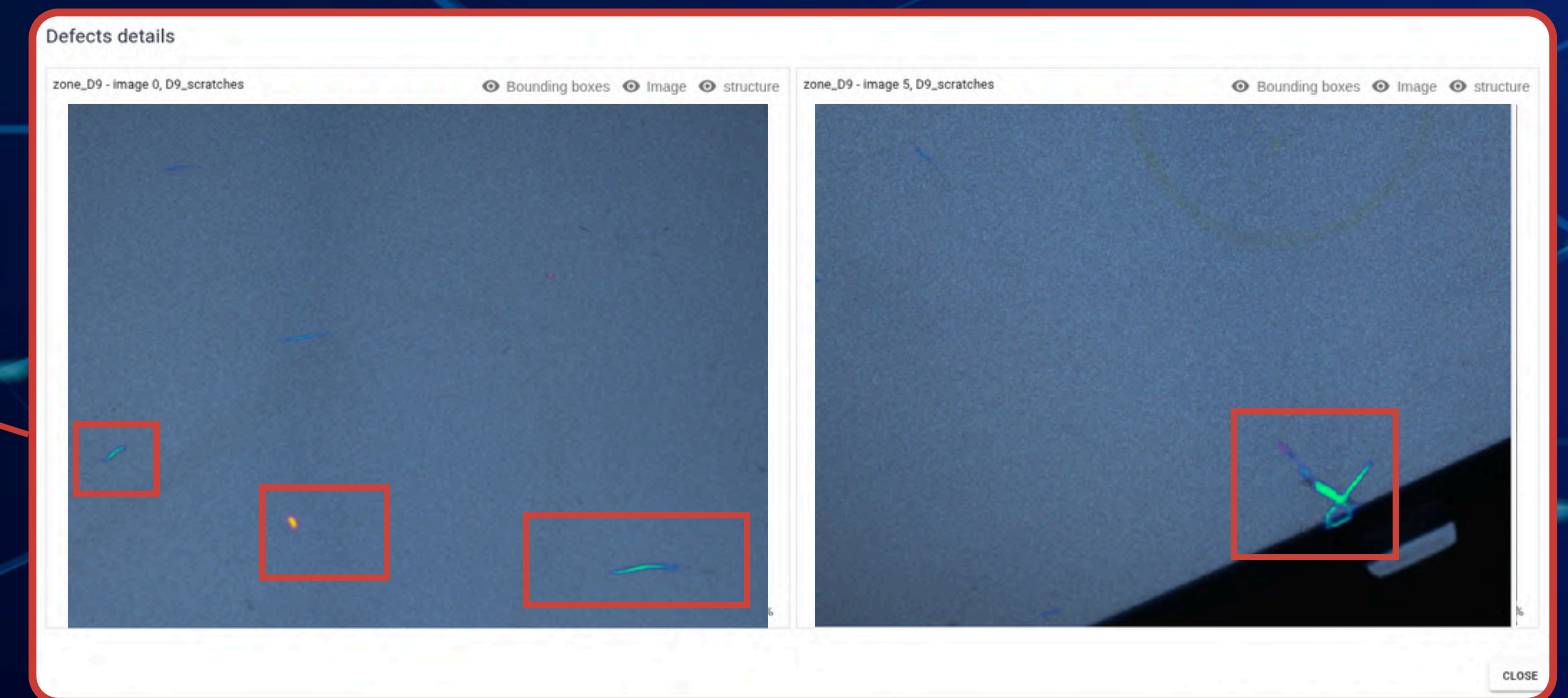 Defects details
zone_D9 - image 0, D9_scratches
Bounding boxes Image structure
zone_D9 - image 5, D9_scratches
Bounding boxes Image structure
%
%
CLOSE